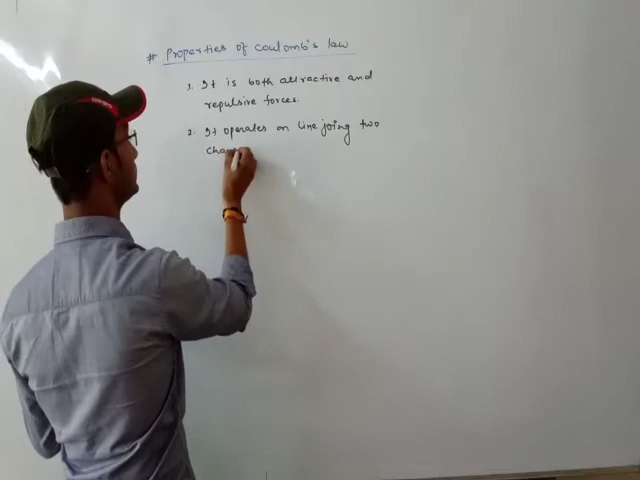 # Properties of Coulomb's law
1. It is both attractive and
repulsive forces.
2. It operates on line joing two
cha